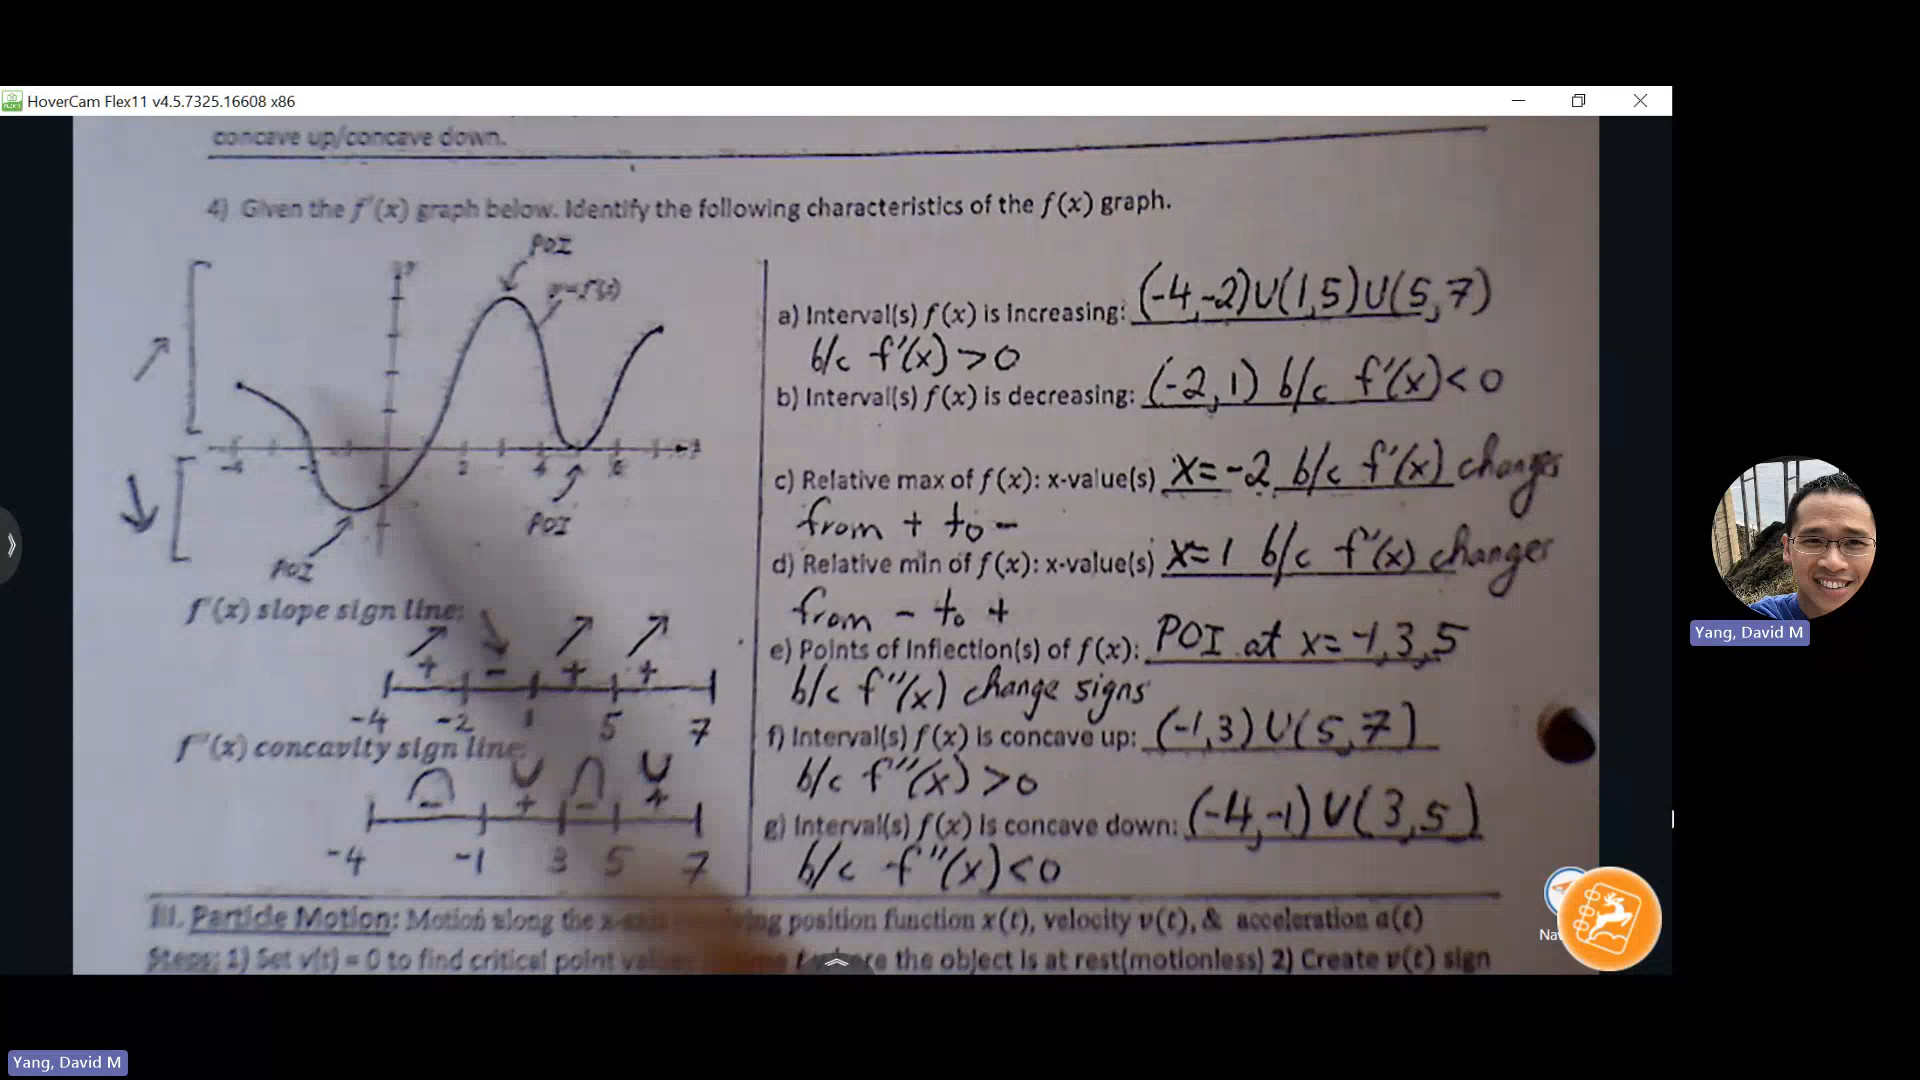 HoverCam Flex11 v4.5.7325.16608 x86
concave up/concave down.
4) Given the f'(x) graph below. Identify the following characteristics of the f(x) graph.
POI
y=f'(x)
-4 -2 2 4 6
POI
POI
f'(x) slope sign line:
+ - + +
-4 -2 1 5 7
f''(x) concavity sign line:
- + - +
-4 -1 3 5 7
a) Interval(s) f(x) is increasing: (-4,-2)U(1,5)U(5,7)
b/c f'(x) > 0
b) Interval(s) f(x) is decreasing: (-2,1) b/c f'(x) < 0
c) Relative max of f(x): x-value(s) x=-2 b/c f'(x) changes
from + to -
d) Relative min of f(x): x-value(s) x=1 b/c f'(x) changes
from - to +
e) Points of Inflection(s) of f(x): POI at x=-1,3,5
b/c f''(x) change signs
f) Interval(s) f(x) is concave up: (-1,3)U(5,7)
b/c f''(x) > 0
g) Interval(s) f(x) is concave down: (-4,-1)U(3,5)
b/c f''(x) < 0
III. Particle Motion: Motion along the x-axis position function x(t), velocity v(t), & acceleration a(t)
Steps: 1) Set v(t) = 0 to find critical point t where the object is at rest(motionless) 2) Create v(t) sign
Yang, David M
Yang, David M